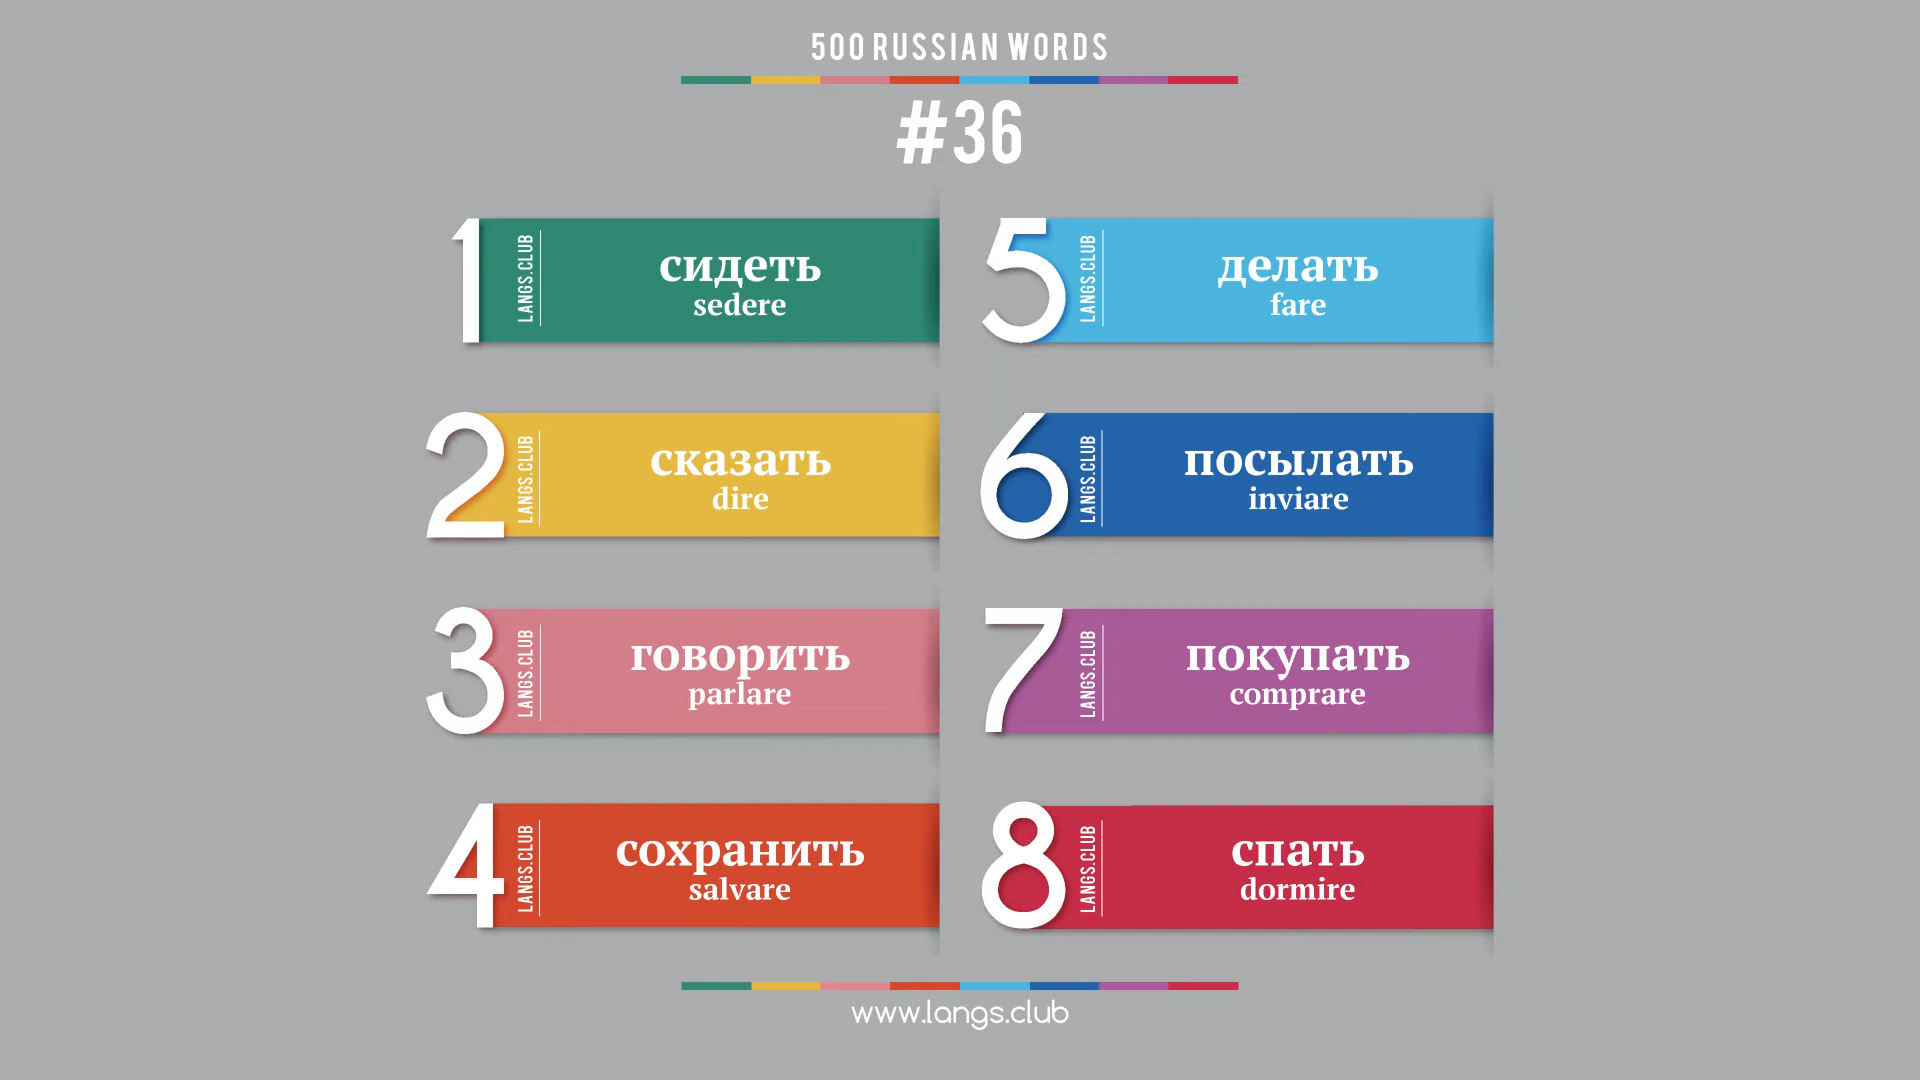 500 RUSSIAN WORDS
#36
1
LANGS.CLUB
сидеть
sedere
2
LANGS.CLUB
сказать
dire
3
LANGS.CLUB
говорить
parlare
4
LANGS.CLUB
сохранить
salvare
5
LANGS.CLUB
делать
fare
6
LANGS.CLUB
посылать
inviare
7
LANGS.CLUB
покупать
comprare
8
LANGS.CLUB
спать
dormire
www.langs.club